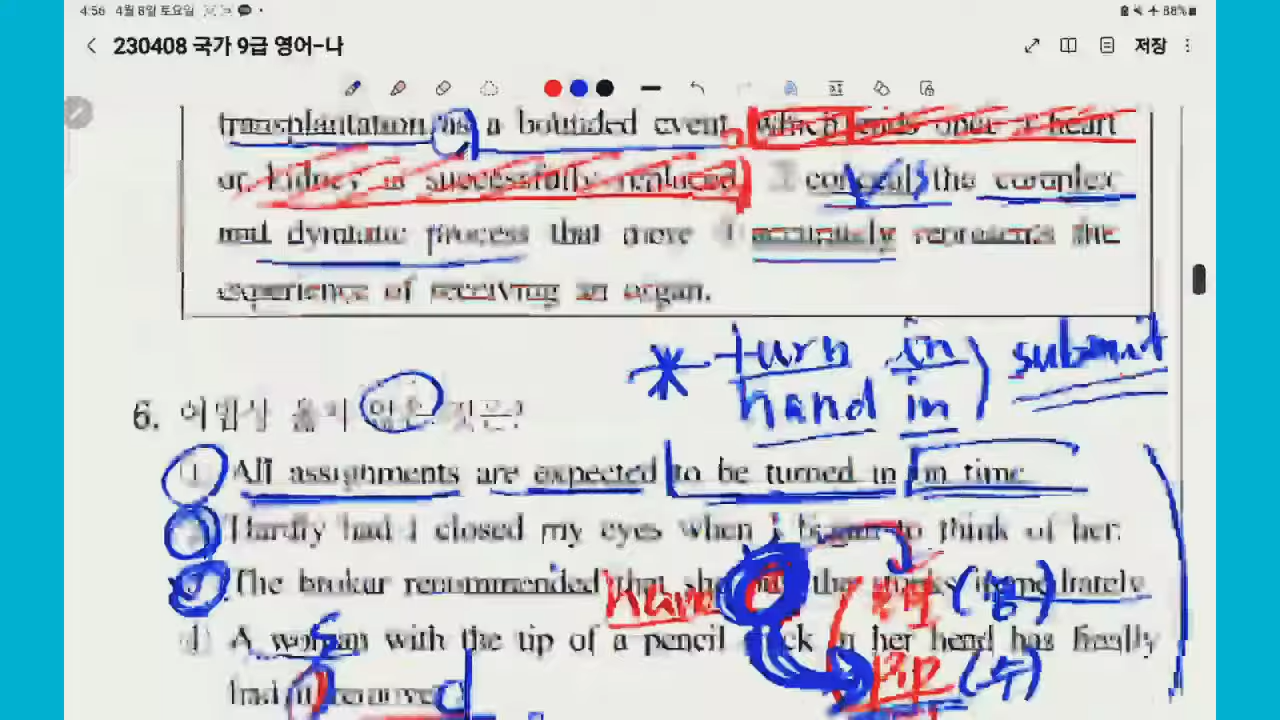 4:56 4월 8일 토요일
88%
230408 국가 9급 영어-나
저장
transplantation is a bounded event, which ends once a heart
or kidney is successfully replaced. conceals the complex
and dynamic process that more accurately represents the
experience of receiving an organ.
* turn in submit
hand in
6. 어법상 옳지 않은 것은?
① All assignments are expected to be turned in on time.
② Hardly had I closed my eyes when I began to think of her.
③ The broker recommended that she the stocks immediately.
have
④ A woman with the tip of a pencil stuck in her head has finally
P.P
had it removed.